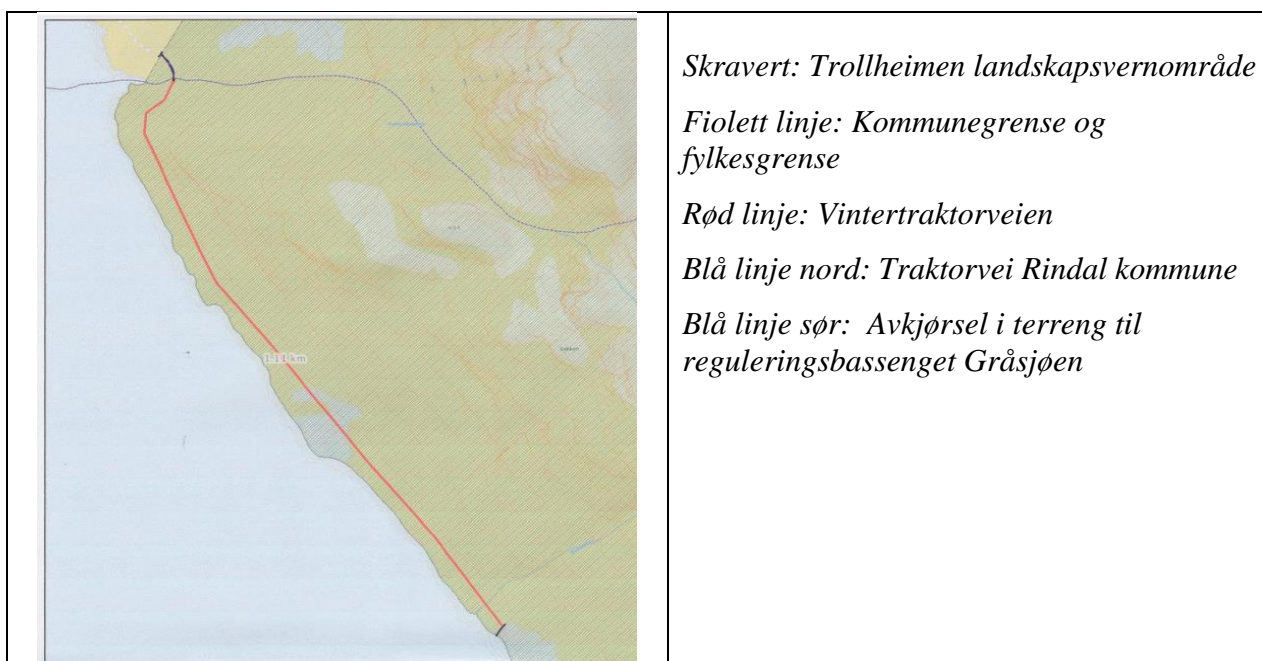 1.11 km
Skravert: Trollheimen landskapsvernområde
Fiolett linje: Kommunegrense og
fylkesgrense
Rød linje: Vintertraktorveien
Blå linje nord: Traktorvei Rindal kommune
Blå linje sør: Avkjørsel i terreng til
reguleringsbassenget Gråsjøen